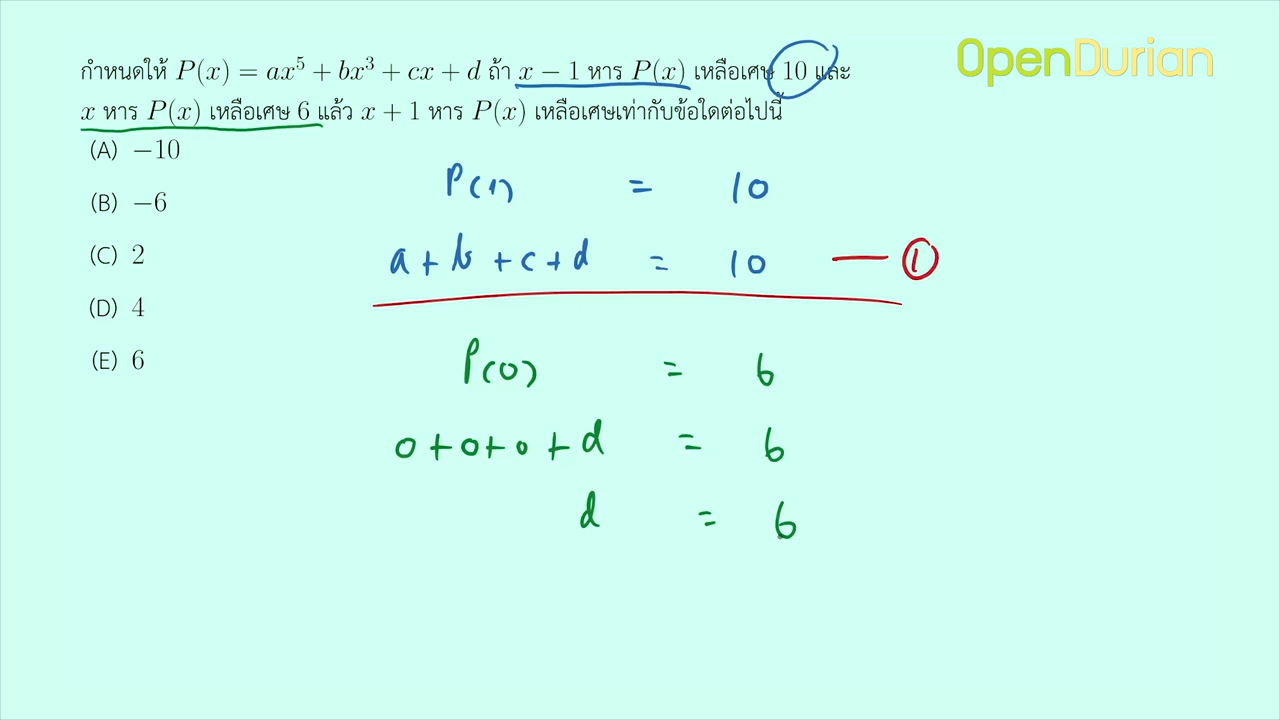 OpenDurian
กำหนดให้ P(x) = ax⁵ + bx³ + cx + d ถ้า x − 1 หาร P(x) เหลือเศษ 10 และ
x หาร P(x) เหลือเศษ 6 แล้ว x + 1 หาร P(x) เหลือเศษเท่ากับข้อใดต่อไปนี้
(A) −10
(B) −6
(C) 2
(D) 4
(E) 6
P(1) = 10
a + b + c + d = 10 — ①
P(0) = 6
0 + 0 + 0 + d = 6
d = 6